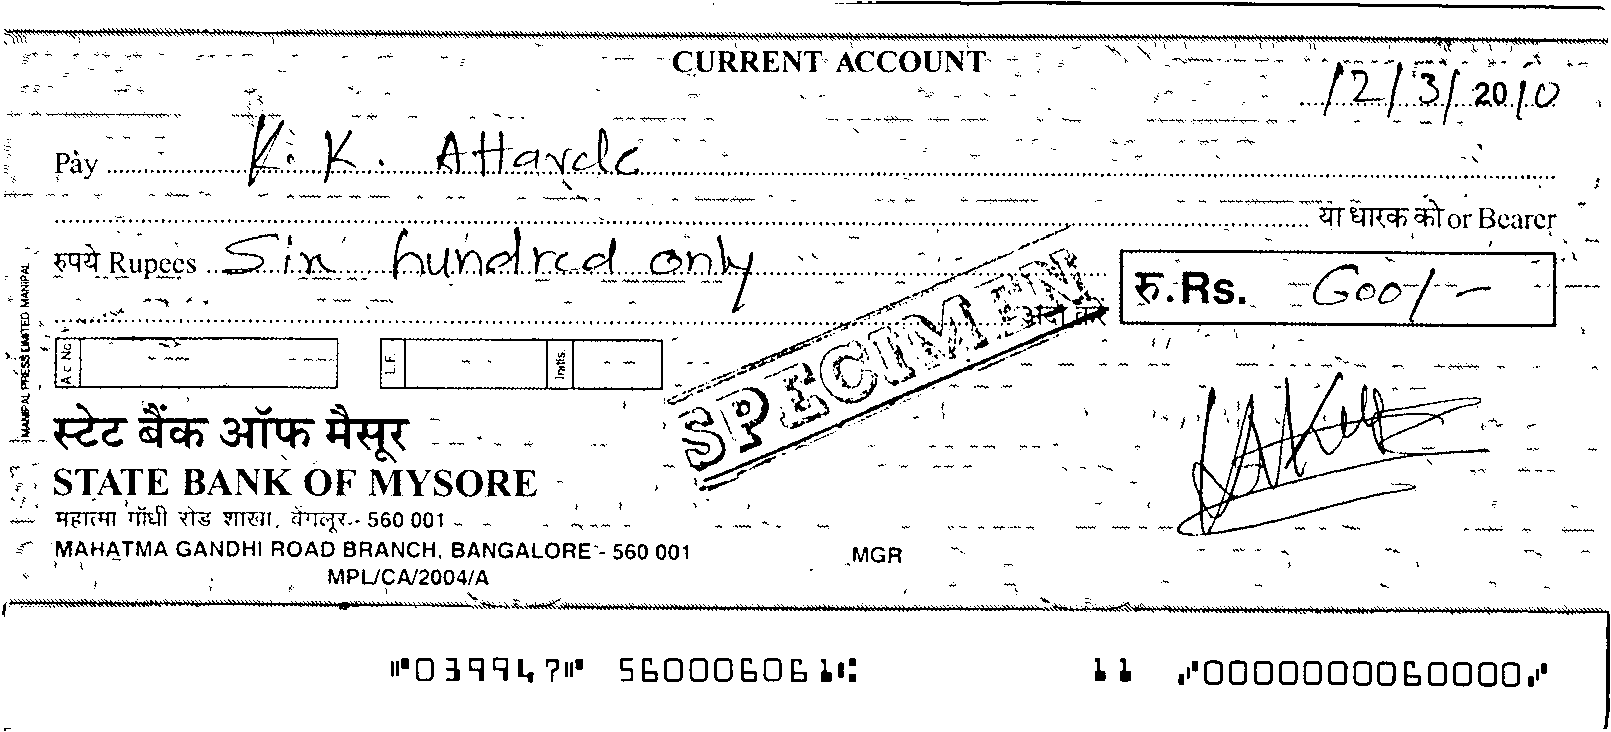 CURRENT ACCOUNT
12/3/2010
Pay K. K. Attarde
या धारक को or Bearer
रुपये Rupees Six hundred only
अदा करें
रु.Rs. 600/-
A/c No.
L.F.
Intls.
SPECIMEN
MANIPAL PRESS LIMITED MANIPAL
स्टेट बैंक ऑफ मैसूर
STATE BANK OF MYSORE
महात्मा गाँधी रोड शाखा, बेंगलूर - 560 001
MAHATMA GANDHI ROAD BRANCH, BANGALORE - 560 001
MGR
MPL/CA/2004/A
⑈039947⑈ 560006061⑆ 11 ⑇0000000060000⑇